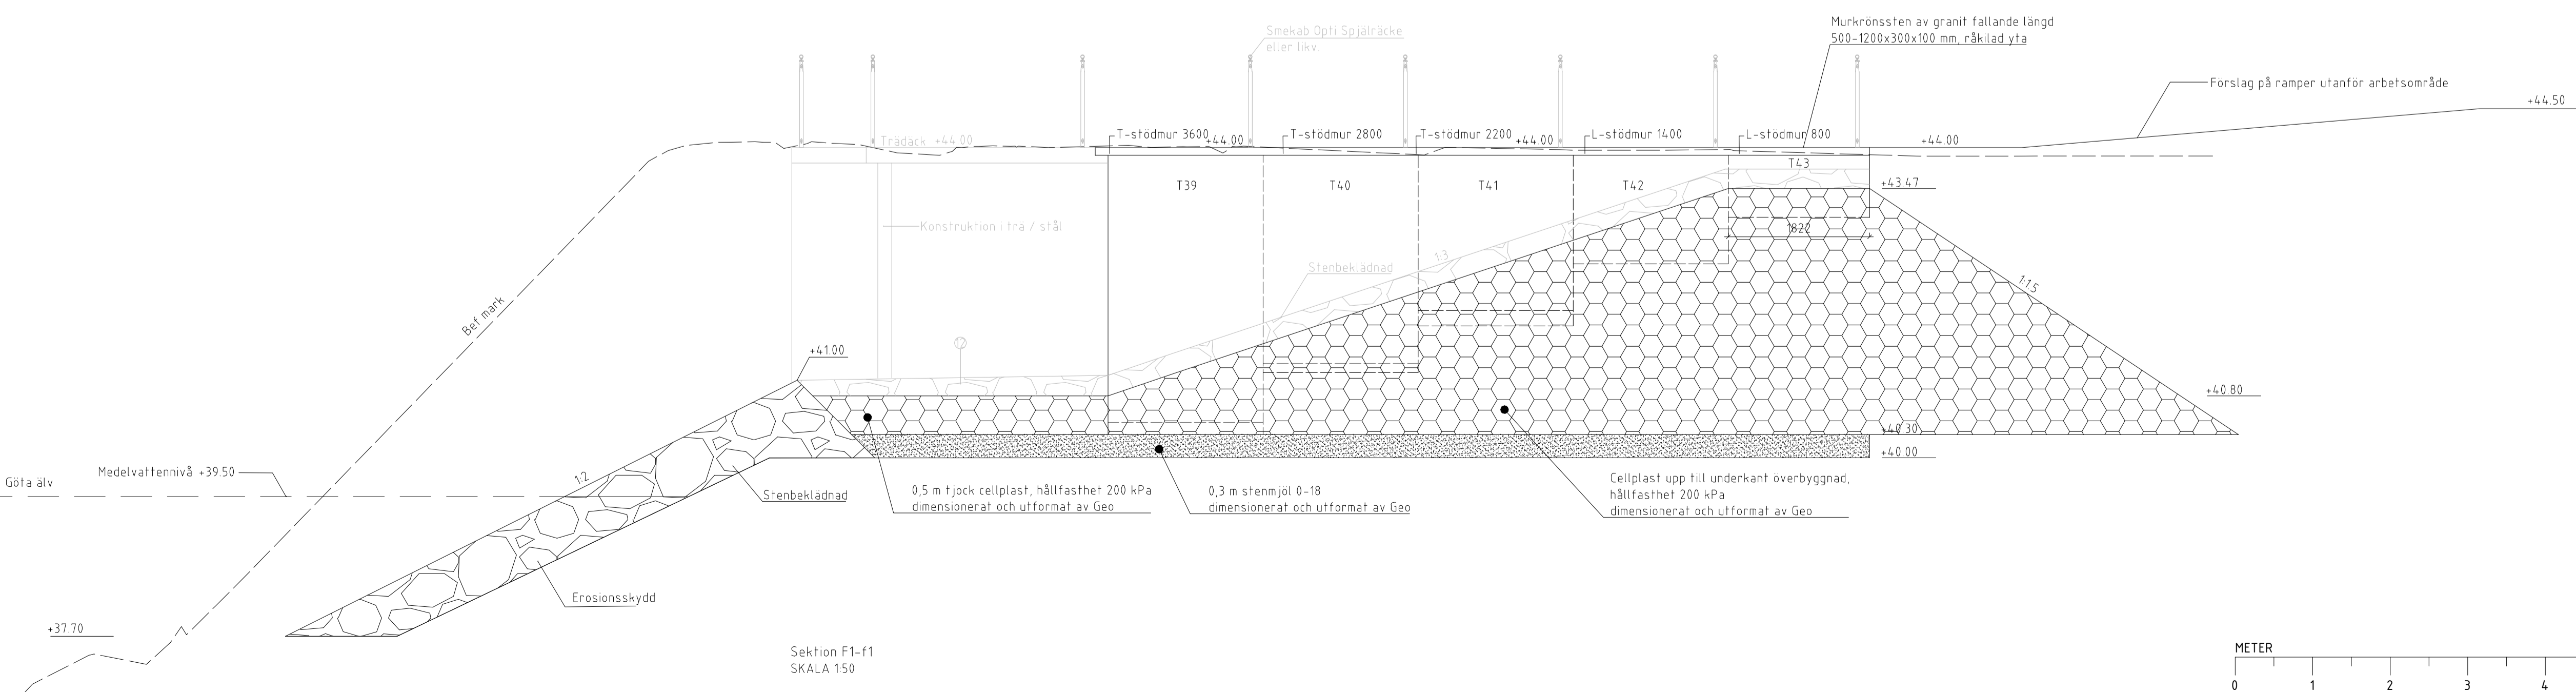 Murkrönssten av granit fallande längd
500-1200x300x100 mm, råkilad yta
Smekab Opti Spjälräcke
eller likv.
Förslag på ramper utanför arbetsområde
+44.50
Trädäck +44.00
T-stödmur 3600
+44.00
T-stödmur 2800
T-stödmur 2200
+44.00
L-stödmur 1400
L-stödmur 800
+44.00
T39
T40
T41
T42
T43
+43.47
Konstruktion i trä / stål
1822
1:3
Stenbeklädnad
1:1.5
Bef mark
12
+41.00
+40.80
+40.30
+40.00
Medelvattennivå +39.50
Göta älv
1:2
Stenbeklädnad
0,5 m tjock cellplast, hållfasthet 200 kPa
dimensionerat och utformat av Geo
0,3 m stenmjöl 0-18
dimensionerat och utformat av Geo
Cellplast upp till underkant överbyggnad,
hållfasthet 200 kPa
dimensionerat och utformat av Geo
Erosionsskydd
+37.70
Sektion F1-f1
SKALA 1:50
METER
0 1 2 3 4